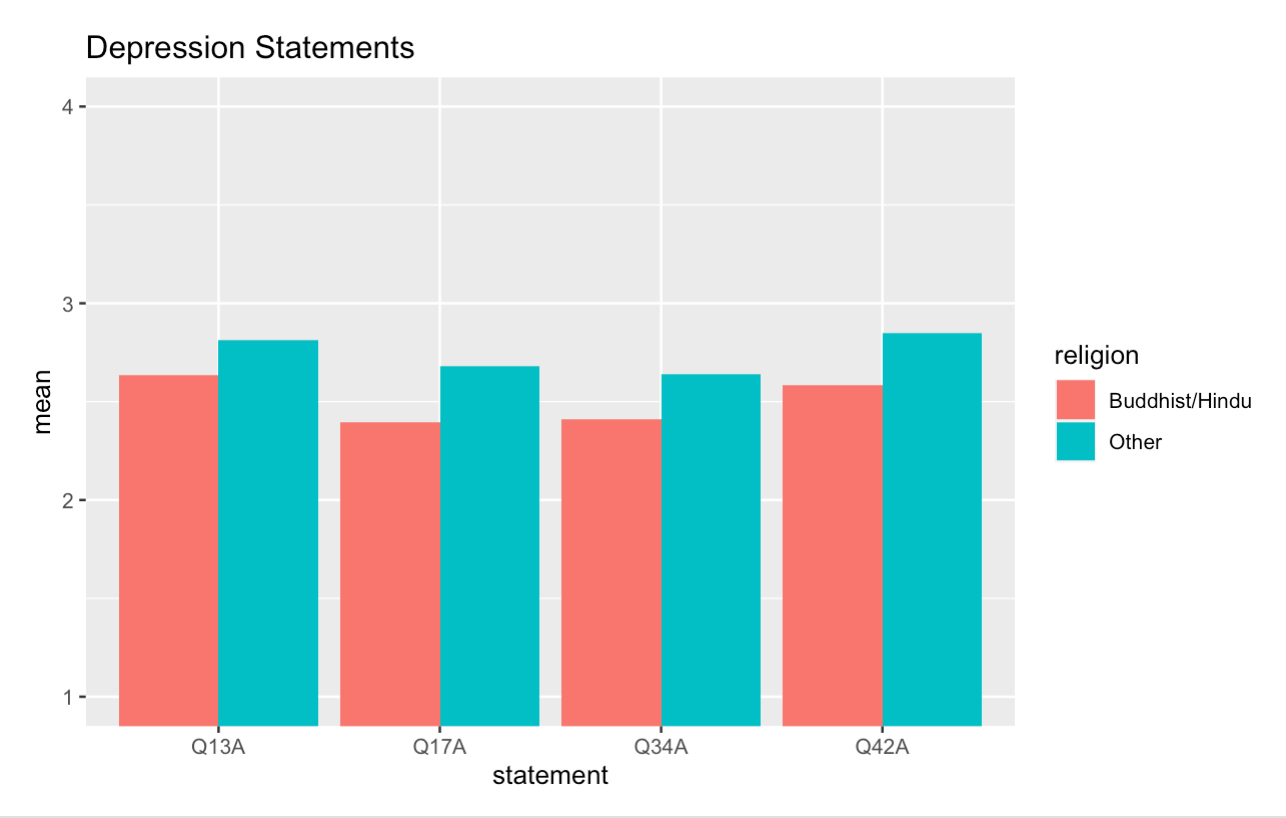 Depression Statements
4
3
2
1
mean
Q13A Q17A Q34A Q42A
statement
religion
Buddhist/Hindu
Other